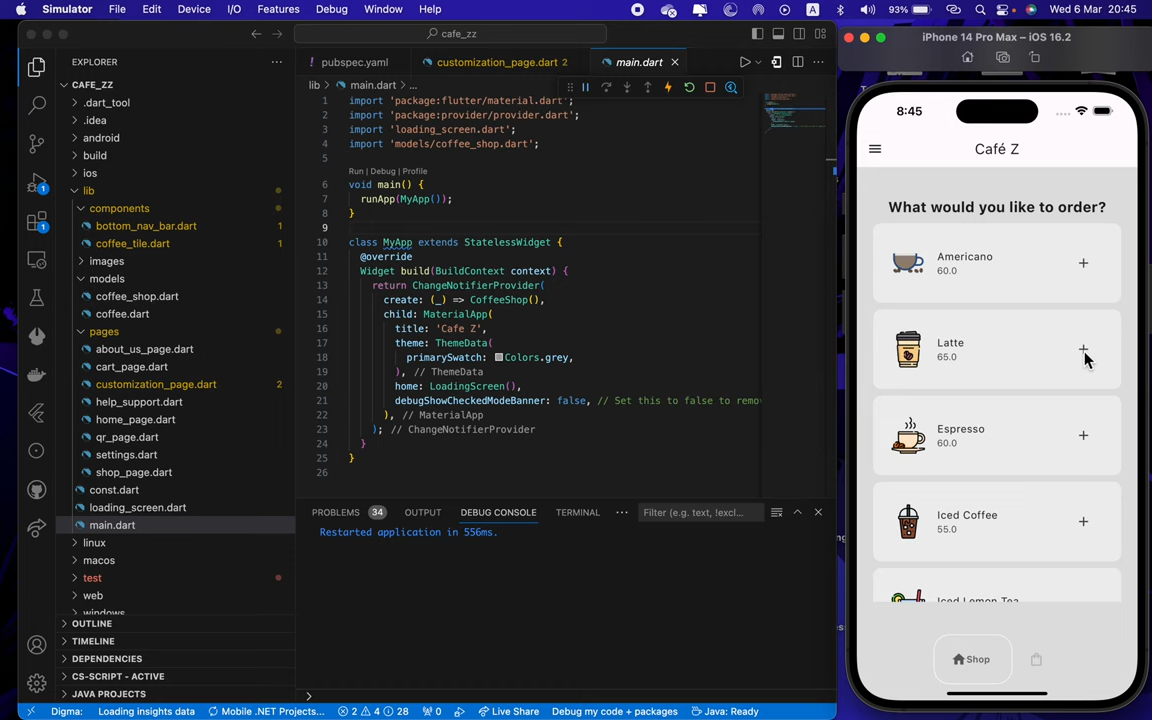 Simulator File Edit Device I/O Features Debug Window Help
A 93% Wed 6 Mar 20:45
cafe_zz
EXPLORER
CAFE_ZZ
.dart_tool
.idea
android
build
ios
lib
components
bottom_nav_bar.dart 1
coffee_tile.dart 1
images
models
coffee_shop.dart
coffee.dart
pages
about_us_page.dart
cart_page.dart
customization_page.dart 2
help_support.dart
home_page.dart
qr_page.dart
settings.dart
shop_page.dart
const.dart
loading_screen.dart
main.dart
linux
macos
test
web
windows
OUTLINE
TIMELINE
DEPENDENCIES
CS-SCRIPT - ACTIVE
JAVA PROJECTS
1
1
pubspec.yaml customization_page.dart 2 main.dart
lib > main.dart > ...
1 import 'package:flutter/material.dart';
2 import 'package:provider/provider.dart';
3 import 'loading_screen.dart';
4 import 'models/coffee_shop.dart';
5
Run | Debug | Profile
6 void main() {
7 runApp(MyApp());
8 }
9
10 class MyApp extends StatelessWidget {
11 @override
12 Widget build(BuildContext context) {
13 return ChangeNotifierProvider(
14 create: (_) => CoffeeShop(),
15 child: MaterialApp(
16 title: 'Cafe Z',
17 theme: ThemeData(
18 primarySwatch: Colors.grey,
19 ), // ThemeData
20 home: LoadingScreen(),
21 debugShowCheckedModeBanner: false, // Set this to false to remo
22 ), // MaterialApp
23 ); // ChangeNotifierProvider
24 }
25 }
26
PROBLEMS 34 OUTPUT DEBUG CONSOLE TERMINAL ... Filter (e.g. text, !excl...
Restarted application in 556ms.
>
Digma: Loading insights data Mobile .NET Projects... 2 4 28 0 Live Share Debug my code + packages Java: Ready
iPhone 14 Pro Max – iOS 16.2
8:45
Café Z
What would you like to order?
Americano
60.0
+
Latte
65.0
+
Espresso
60.0
+
Iced Coffee
55.0
+
Iced Lemon Tea
Shop